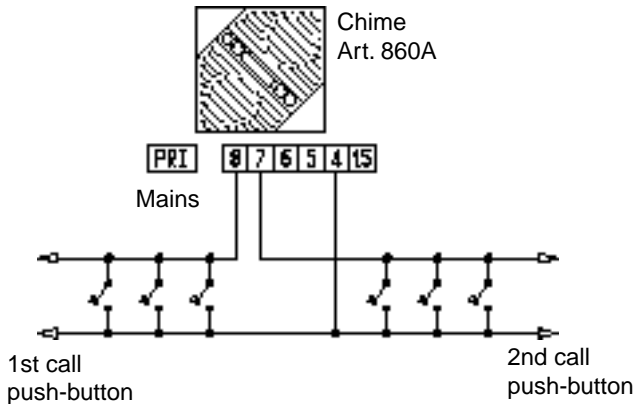 Chime
Art. 860A
PRI 8 7 6 5 4 15
Mains
1st call
push-button
2nd call
push-button